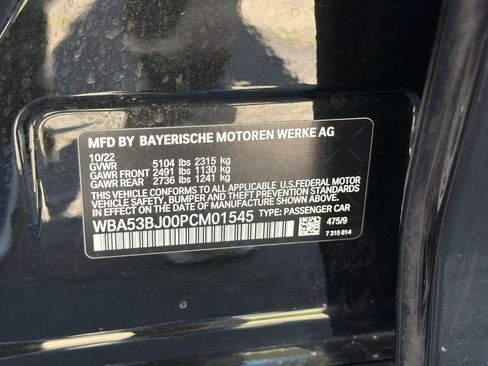 MFD BY BAYERISCHE MOTOREN WERKE AG
10/22
GVWR 5104 lbs 2315 kg
GAWR FRONT 2491 lbs 1130 kg
GAWR REAR 2736 lbs 1241 kg
THIS VEHICLE CONFORMS TO ALL APPLICABLE U.S.FEDERAL MOTOR
VEHICLE SAFETY, BUMPER, AND THEFT PREVENTION STANDARDS
IN EFFECT ON THE DATE OF MANUFACTURE SHOWN ABOVE.
WBA53BJ00PCM01545 TYPE: PASSENGER CAR
475/9
7 315 814